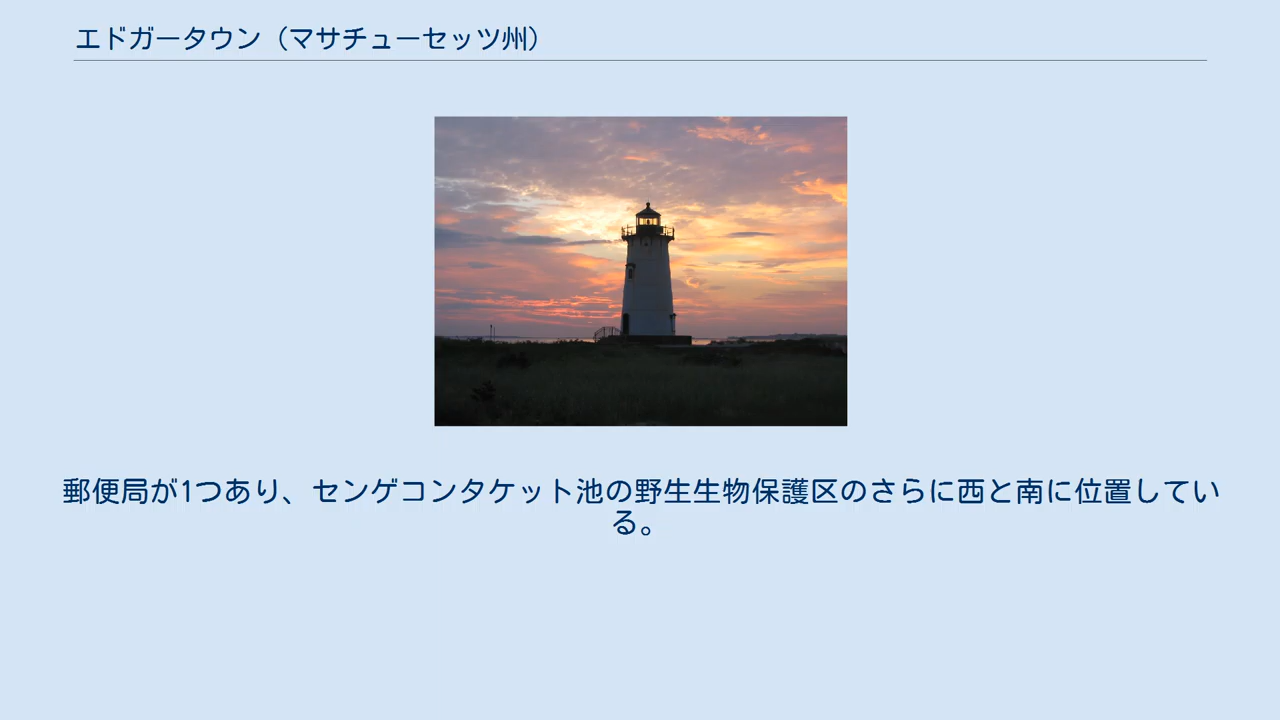 エドガータウン（マサチューセッツ州）
郵便局が1つあり、センゲコンタケット池の野生生物保護区のさらに西と南に位置してい
る。